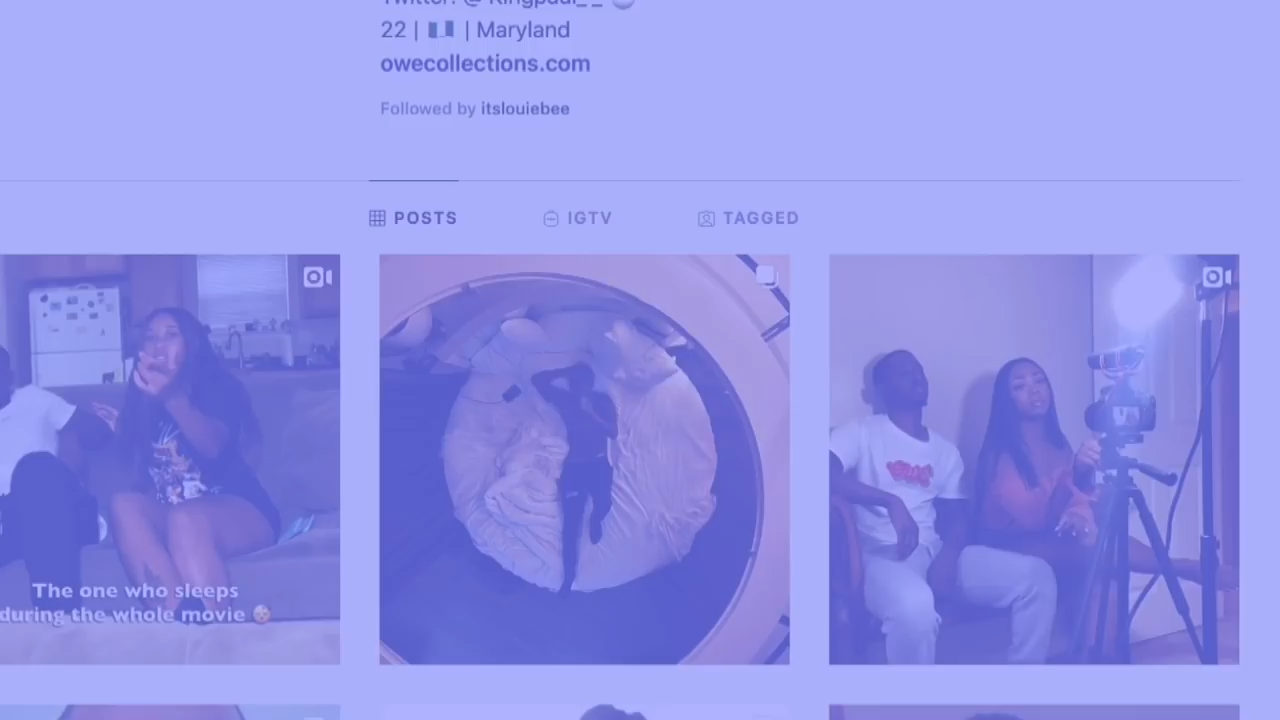 22 | | Maryland
owecollections.com
Followed by itslouiebee
POSTS
IGTV
TAGGED
The one who sleeps
during the whole movie 😴